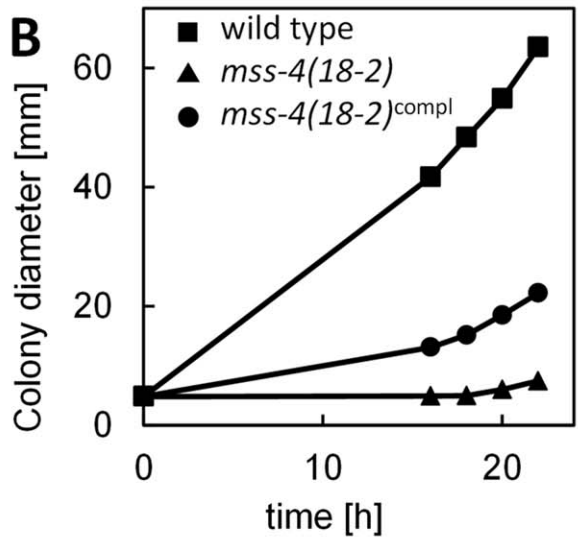 B
wild type
mss-4(18-2)
mss-4(18-2)compl
Colony diameter [mm]
60
40
20
0
0 10 20
time [h]